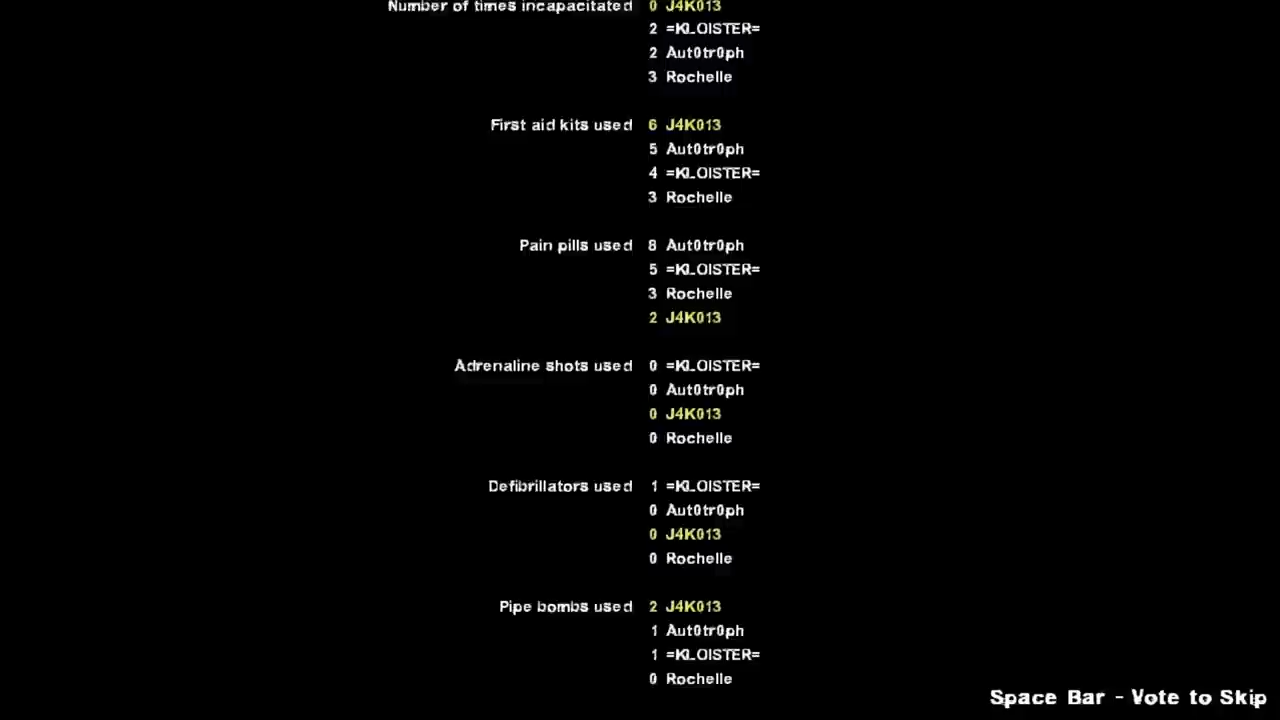 Number of times incapacitated 0 J4K013
2 =KLOISTER=
2 Aut0tr0ph
3 Rochelle
First aid kits used 6 J4K013
5 Aut0tr0ph
4 =KLOISTER=
3 Rochelle
Pain pills used 8 Aut0tr0ph
5 =KLOISTER=
3 Rochelle
2 J4K013
Adrenaline shots used 0 =KLOISTER=
0 Aut0tr0ph
0 J4K013
0 Rochelle
Defibrillators used 1 =KLOISTER=
0 Aut0tr0ph
0 J4K013
0 Rochelle
Pipe bombs used 2 J4K013
1 Aut0tr0ph
1 =KLOISTER=
0 Rochelle
Space Bar - Vote to Skip